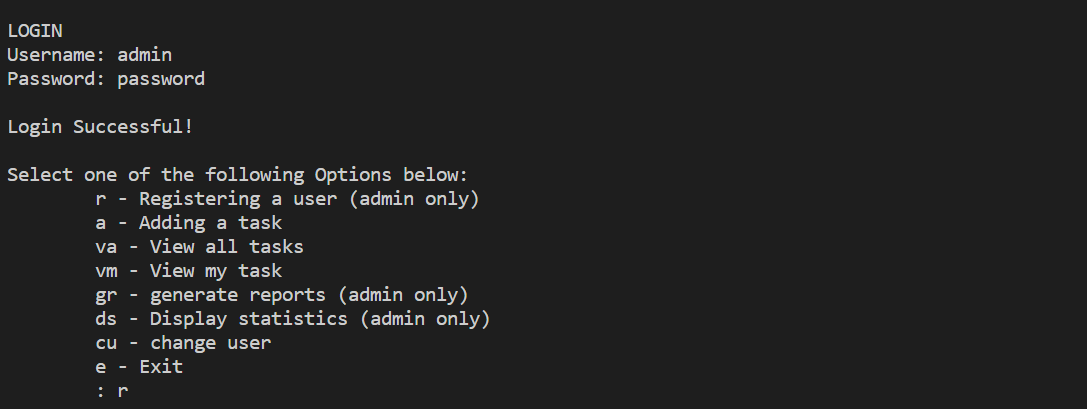 LOGIN
Username: admin
Password: password
Login Successful!
Select one of the following Options below:
r - Registering a user (admin only)
a - Adding a task
va - View all tasks
vm - View my task
gr - generate reports (admin only)
ds - Display statistics (admin only)
cu - change user
e - Exit
: r